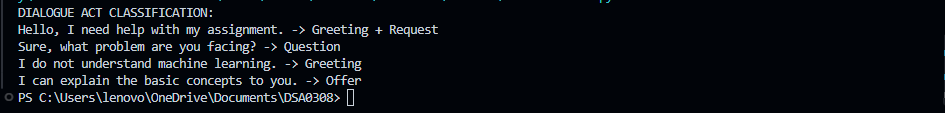 DIALOGUE ACT CLASSIFICATION:
Hello, I need help with my assignment. -> Greeting + Request
Sure, what problem are you facing? -> Question
I do not understand machine learning. -> Greeting
I can explain the basic concepts to you. -> Offer
PS C:\Users\lenovo\OneDrive\Documents\DSA0308>